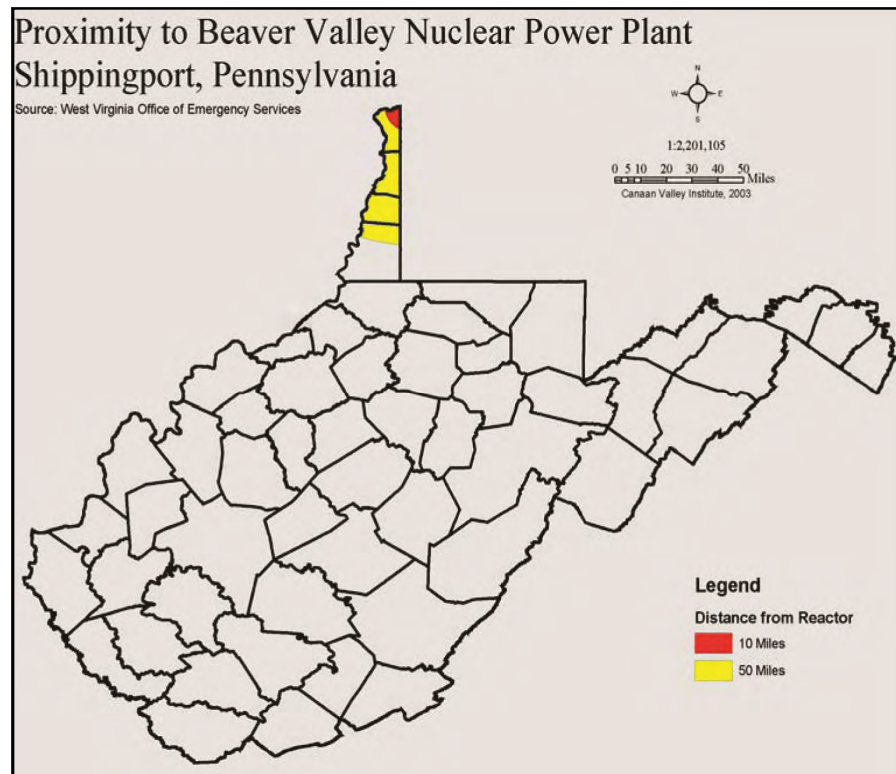 Proximity to Beaver Valley Nuclear Power Plant
Shippingport, Pennsylvania
Source: West Virginia Office of Emergency Services
N
W E
S
1:2,201,105
0 5 10 20 30 40 50
Miles
Canaan Valley Institute, 2003
Legend
Distance from Reactor
10 Miles
50 Miles